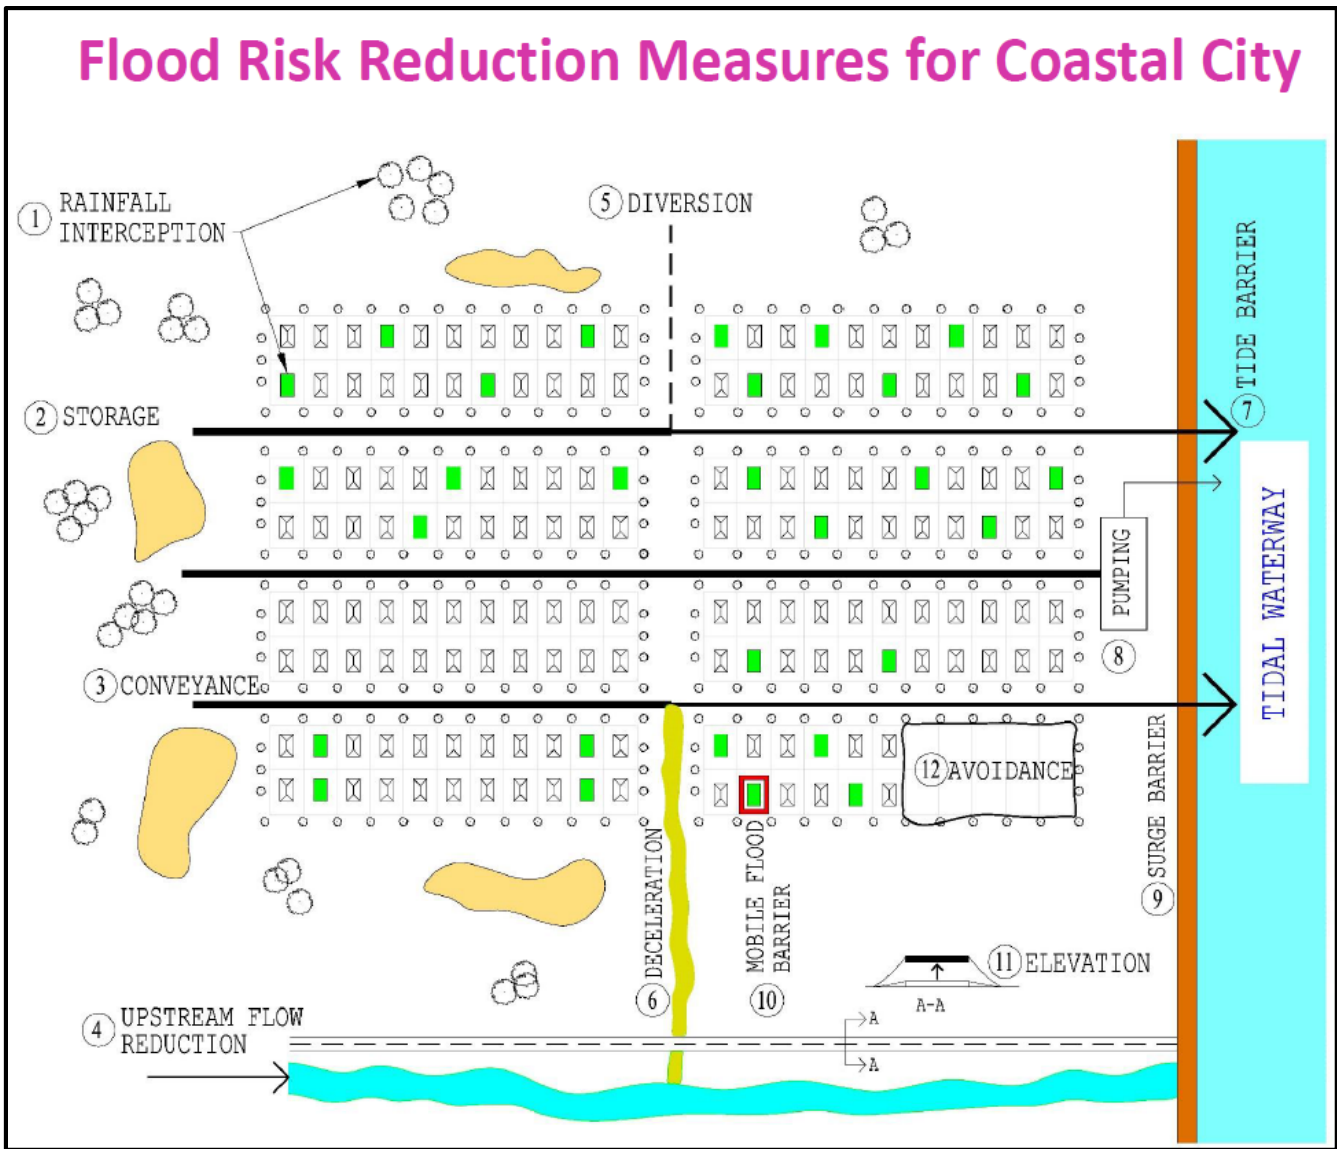 Flood Risk Reduction Measures for Coastal City
1 RAINFALL
INTERCEPTION
5 DIVERSION
2 STORAGE
7 TIDE BARRIER
TIDAL WATERWAY
PUMPING
8
3 CONVEYANCE
12 AVOIDANCE
9 SURGE BARRIER
6 DECELERATION
10 MOBILE FLOOD
BARRIER
11 ELEVATION
A-A
A
A
4 UPSTREAM FLOW
REDUCTION